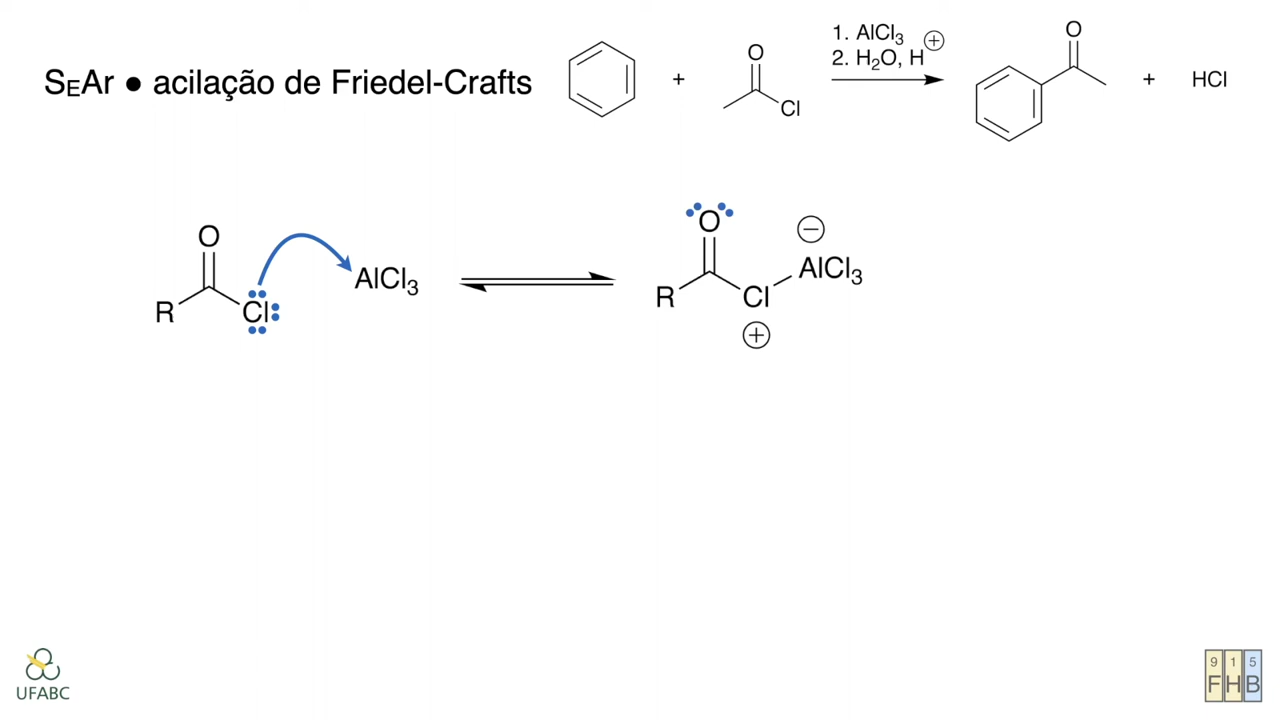 SEAr • acilação de Friedel-Crafts
+
O
Cl
1. AlCl3
2. H2O, H⊕
O
+
HCl
O
R
Cl
AlCl3
O
R
Cl
⊕
⊖
AlCl3
UFABC
9 1 5
F H B